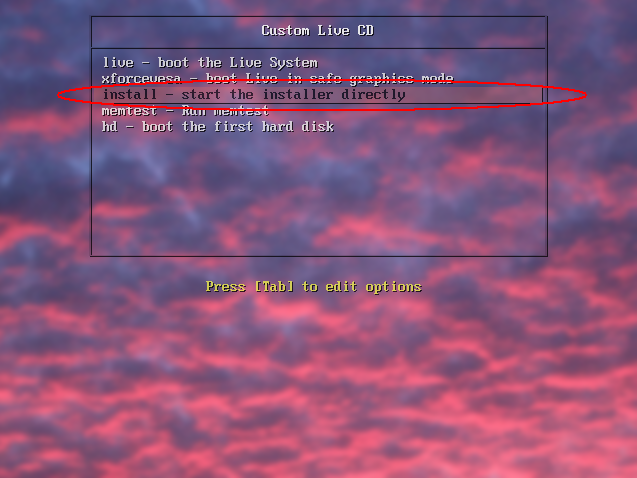 Custom Live CD
live - boot the Live System
xforcevesa - boot Live in safe graphics mode
install - start the installer directly
memtest - Run memtest
hd - boot the first hard disk
Press [Tab] to edit options